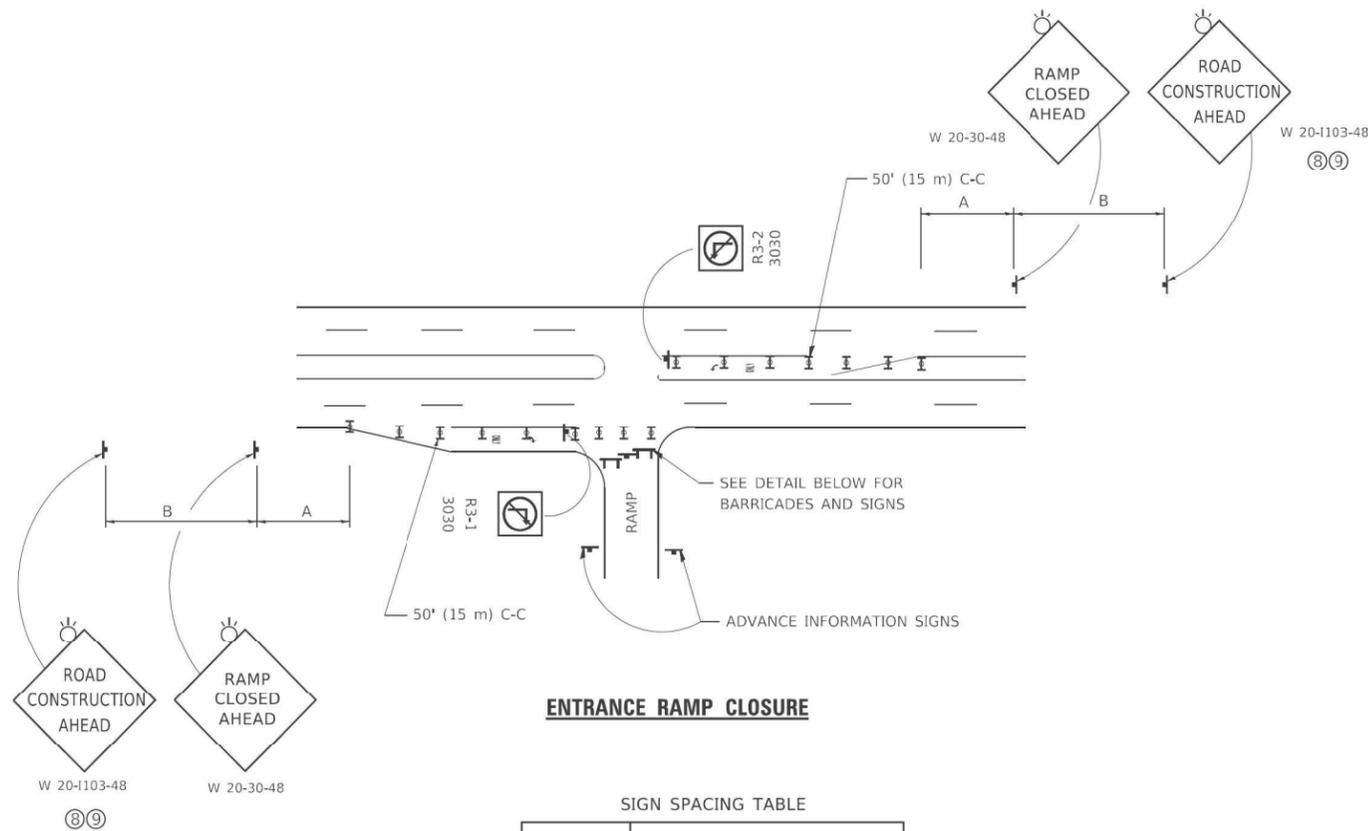 RAMP
CLOSED
AHEAD
W 20-30-48
ROAD
CONSTRUCTION
AHEAD
W 20-I103-48
⑧⑨
50' (15 m) C-C
A
B
R3-2
3030
ONLY
ONLY
R3-1
3030
RAMP
SEE DETAIL BELOW FOR
BARRICADES AND SIGNS
B
A
50' (15 m) C-C
ADVANCE INFORMATION SIGNS
ROAD
CONSTRUCTION
AHEAD
W 20-I103-48
⑧⑨
RAMP
CLOSED
AHEAD
W 20-30-48
ENTRANCE RAMP CLOSURE
SIGN SPACING TABLE